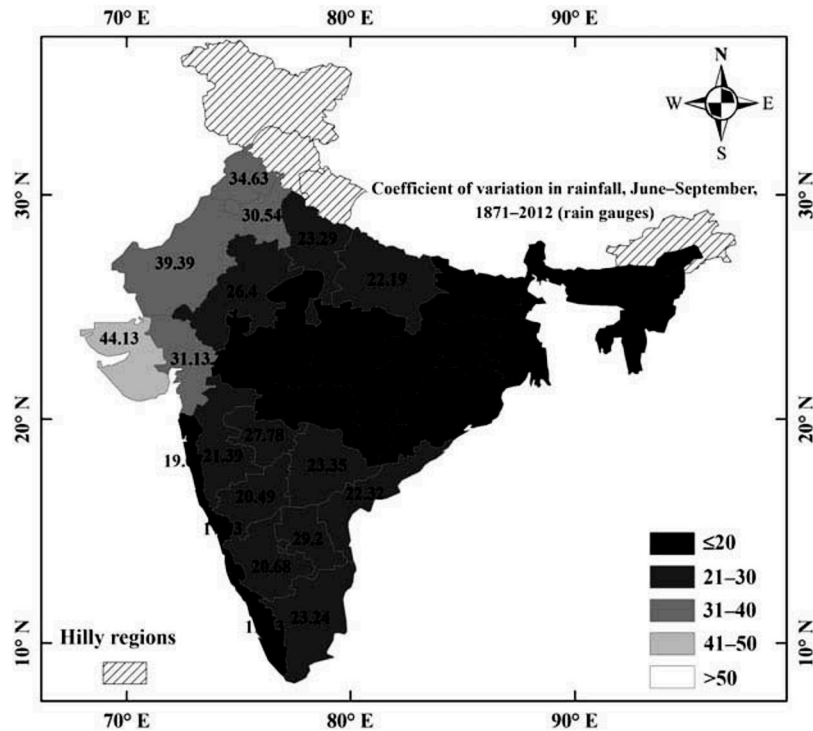 70° E 80° E 90° E
N
W E
S
Coefficient of variation in rainfall, June–September,
1871–2012 (rain gauges)
30° N 30° N
34.63
30.54
23.29
39.39
22.19
26.4
44.13
31.13
20° N 20° N
27.78
21.39
23.35
20.49
22.32
29.2
20.68
23.24
≤20
21–30
31–40
41–50
>50
Hilly regions
10° N 10° N
70° E 80° E 90° E